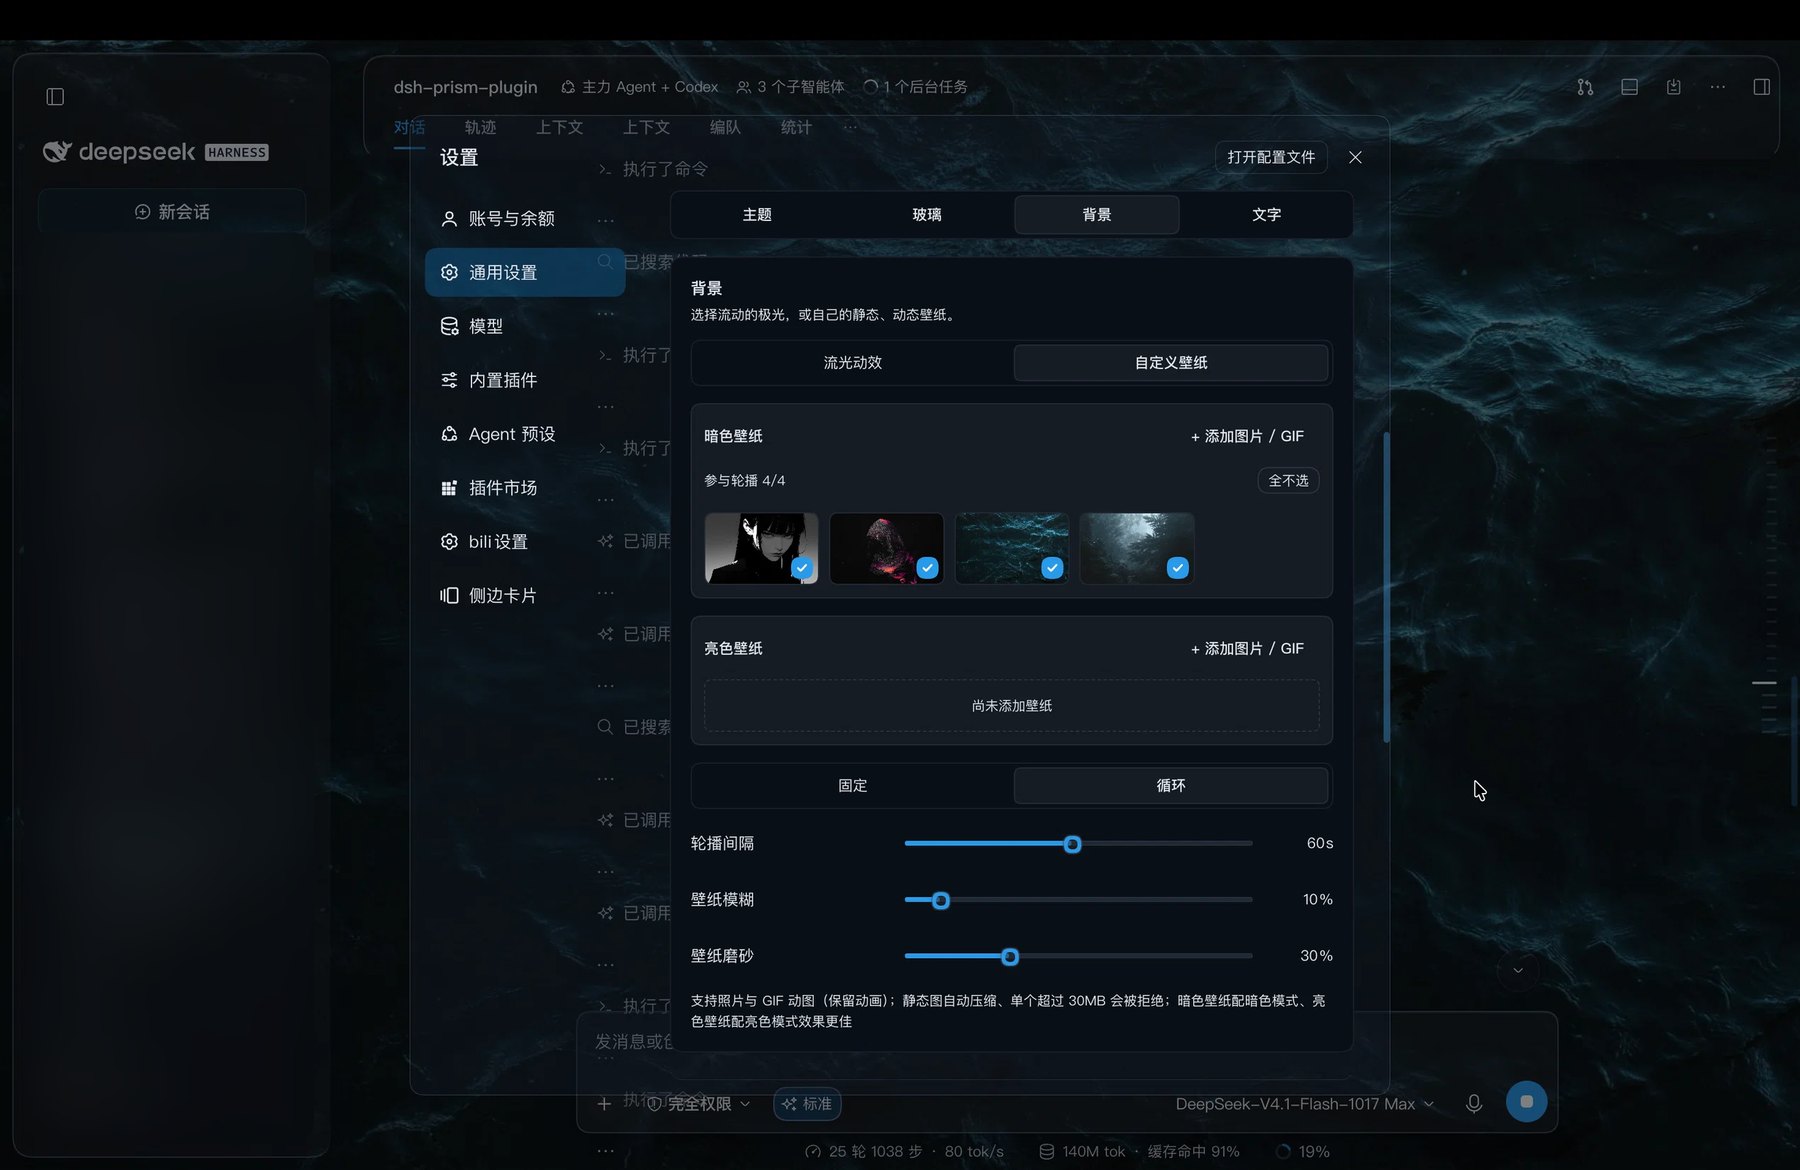 dsh-prism-plugin 主力 Agent + Codex 3 个子智能体 1 个后台任务
对话 轨迹 上下文 上下文 编队 统计 ...
deepseek HARNESS
新会话
设置
打开配置文件
账号与余额
通用设置
模型
内置插件
Agent 预设
插件市场
bili设置
侧边卡片
执行了命令
...
已搜索
...
执行了
...
执行了
...
已调用
...
已调用
...
已搜索
...
已调用
...
已调用
...
执行了
主题 玻璃 背景 文字
背景
选择流动的极光，或自己的静态、动态壁纸。
流光动效 自定义壁纸
暗色壁纸 + 添加图片 / GIF
参与轮播 4/4 全不选
亮色壁纸 + 添加图片 / GIF
尚未添加壁纸
固定 循环
轮播间隔 60s
壁纸模糊 10%
壁纸磨砂 30%
支持照片与 GIF 动图（保留动画）；静态图自动压缩、单个超过 30MB 会被拒绝；暗色壁纸配暗色模式、亮
色壁纸配亮色模式效果更佳
发消息或
...
执行了
+ 完全权限 标准 DeepSeek-V4.1-Flash-1017 Max
... 25 轮 1038 步 · 80 tok/s 140M tok · 缓存命中 91% 19%